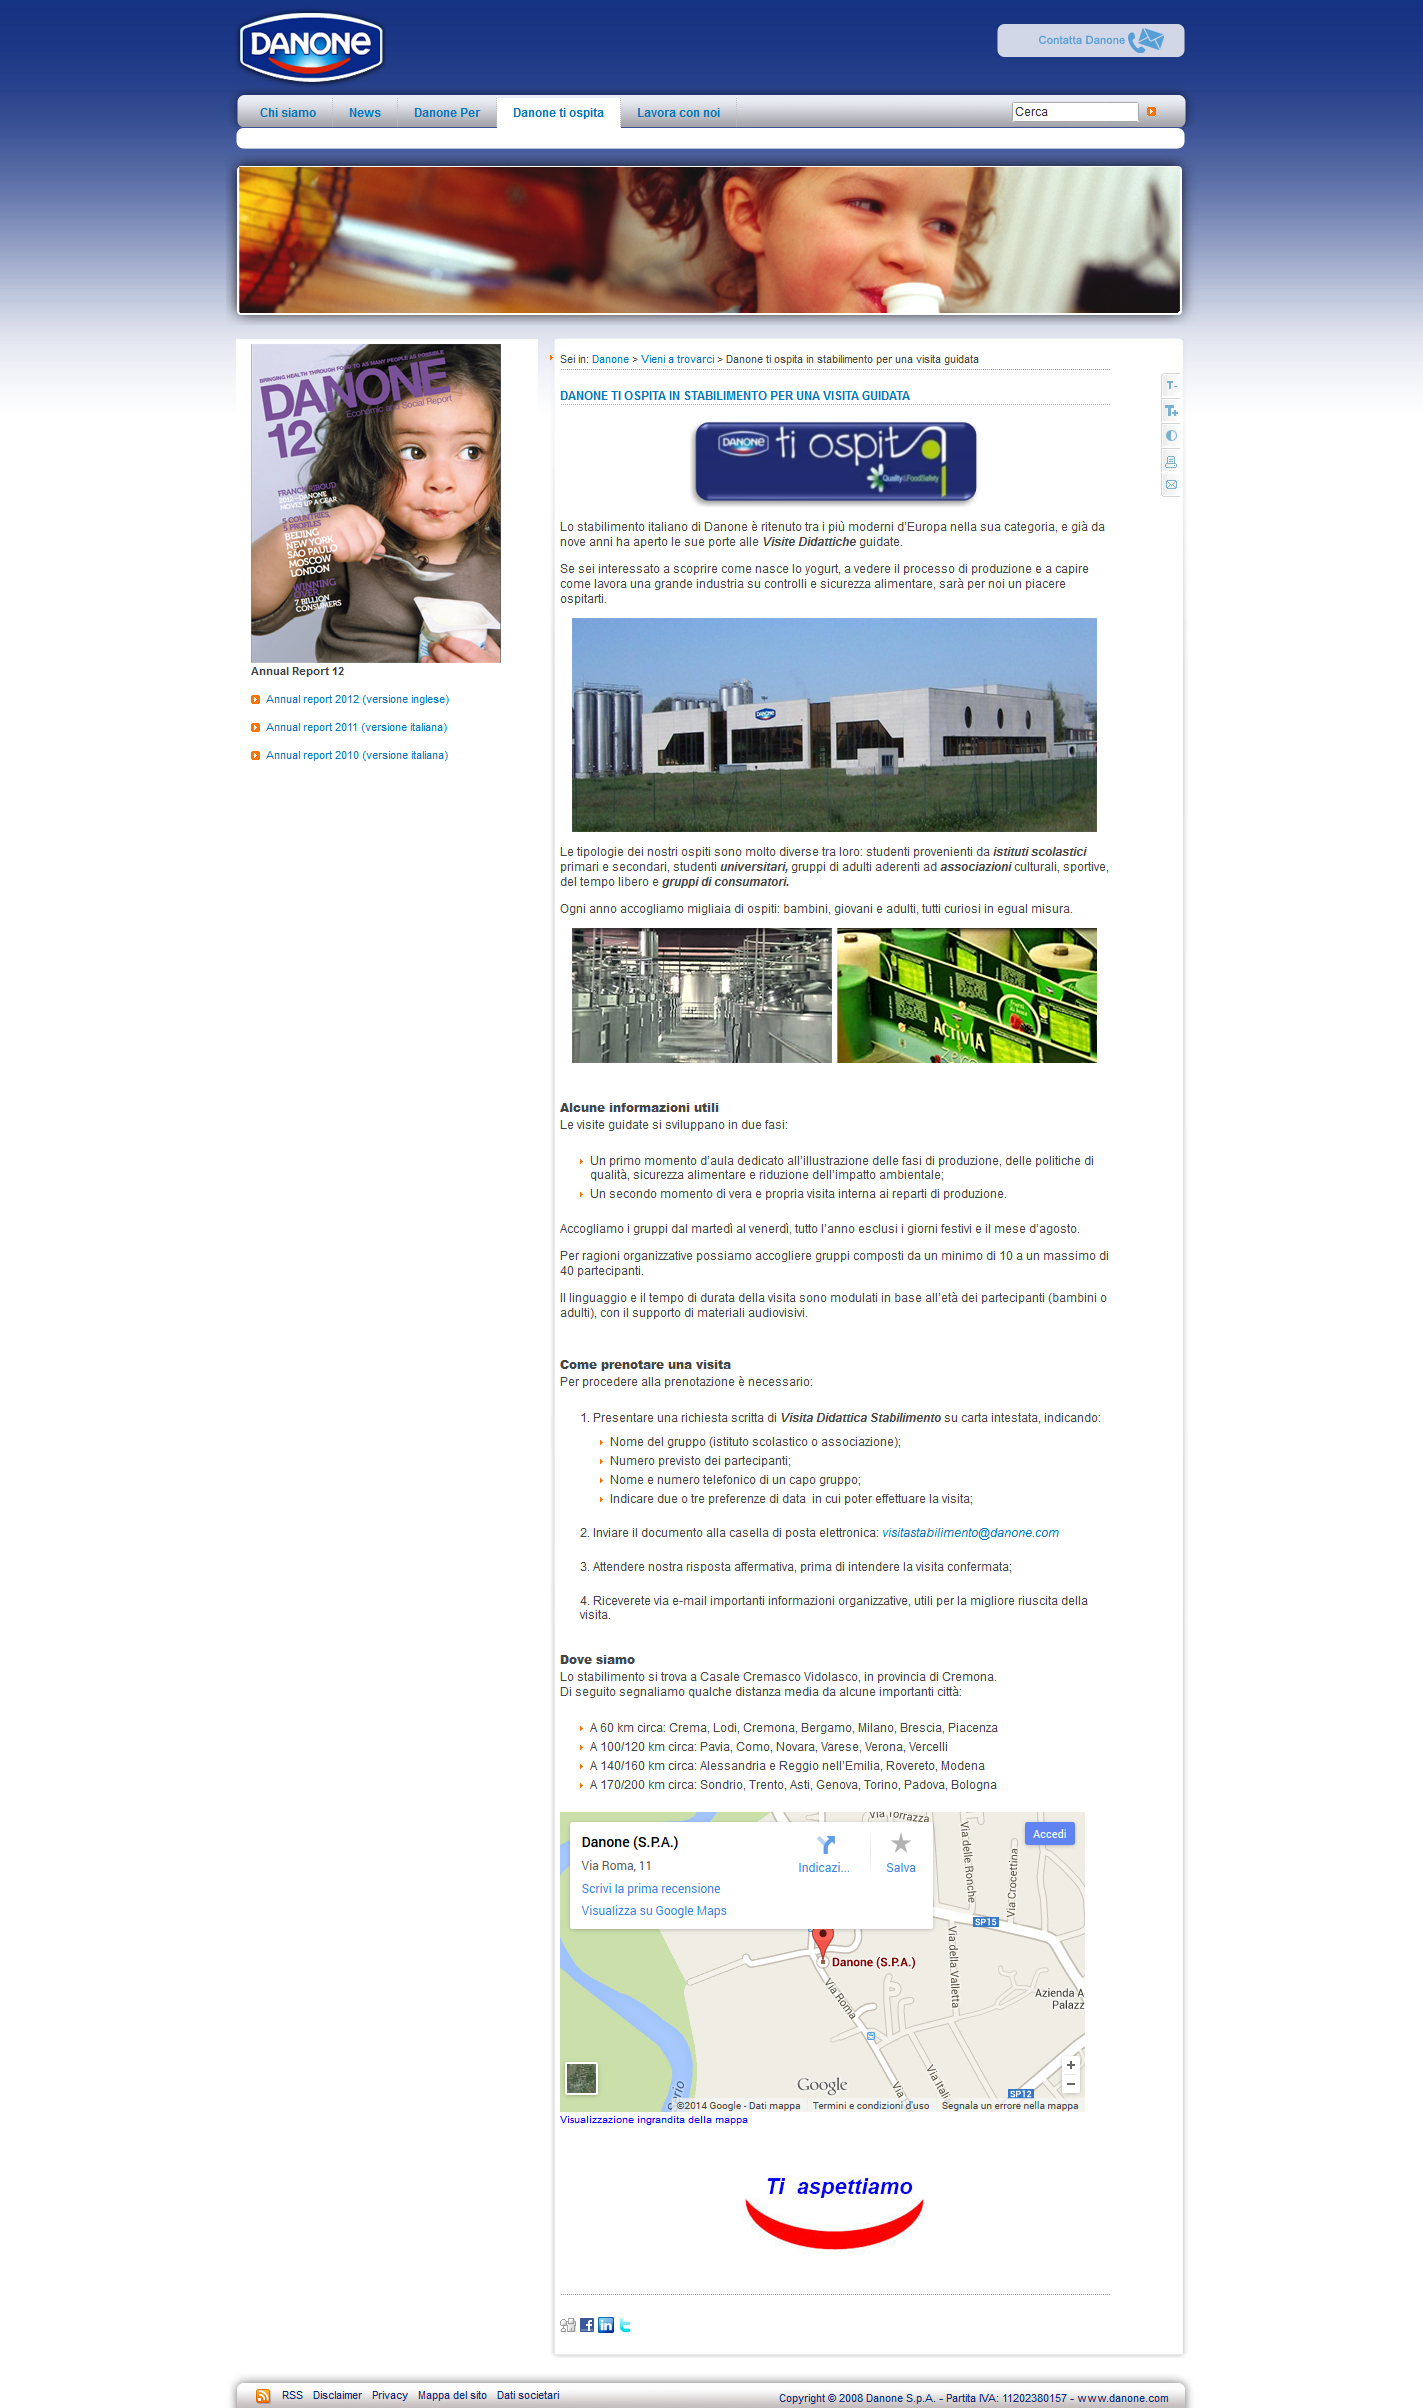 DANONE
Contatta Danone
Chi siamo
News
Danone Per
Danone ti ospita
Lavora con noi
Cerca
BRINGING HEALTH THROUGH FOOD TO AS MANY PEOPLE AS POSSIBLE
DANONE
12
Economic and Social Report
FRANCK RIBOUD
2012–DANONE
MOVES UP A GEAR
5 COUNTRIES,
5 PROFILES
BEIJING
NEW YORK
SÃO PAULO
MOSCOW
LONDON
WINNING
OVER
7 BILLION
CONSUMERS
Annual Report 12
Annual report 2012 (versione inglese)
Annual report 2011 (versione italiana)
Annual report 2010 (versione italiana)
Sei in: Danone > Vieni a trovarci > Danone ti ospita in stabilimento per una visita guidata
T-
T+
DANONE TI OSPITA IN STABILIMENTO PER UNA VISITA GUIDATA
DANONE ti ospita
Quality&FoodSafety
Lo stabilimento italiano di Danone è ritenuto tra i più moderni d'Europa nella sua categoria, e già da
nove anni ha aperto le sue porte alle Visite Didattiche guidate.
Se sei interessato a scoprire come nasce lo yogurt, a vedere il processo di produzione e a capire
come lavora una grande industria su controlli e sicurezza alimentare, sarà per noi un piacere
ospitarti.
DANONE
Le tipologie dei nostri ospiti sono molto diverse tra loro: studenti provenienti da istituti scolastici
primari e secondari, studenti universitari, gruppi di adulti aderenti ad associazioni culturali, sportive,
del tempo libero e gruppi di consumatori.
Ogni anno accogliamo migliaia di ospiti: bambini, giovani e adulti, tutti curiosi in egual misura.
ACTIVIA
Alcune informazioni utili
Le visite guidate si sviluppano in due fasi:
Un primo momento d'aula dedicato all'illustrazione delle fasi di produzione, delle politiche di
qualità, sicurezza alimentare e riduzione dell'impatto ambientale;
Un secondo momento di vera e propria visita interna ai reparti di produzione.
Accogliamo i gruppi dal martedì al venerdì, tutto l'anno esclusi i giorni festivi e il mese d'agosto.
Per ragioni organizzative possiamo accogliere gruppi composti da un minimo di 10 a un massimo di
40 partecipanti.
Il linguaggio e il tempo di durata della visita sono modulati in base all'età dei partecipanti (bambini o
adulti), con il supporto di materiali audiovisivi.
Come prenotare una visita
Per procedere alla prenotazione è necessario:
1. Presentare una richiesta scritta di Visita Didattica Stabilimento su carta intestata, indicando:
Nome del gruppo (istituto scolastico o associazione);
Numero previsto dei partecipanti;
Nome e numero telefonico di un capo gruppo;
Indicare due o tre preferenze di data in cui poter effettuare la visita;
2. Inviare il documento alla casella di posta elettronica: visitastabilimento@danone.com
3. Attendere nostra risposta affermativa, prima di intendere la visita confermata;
4. Riceverete via e-mail importanti informazioni organizzative, utili per la migliore riuscita della
visita.
Dove siamo
Lo stabilimento si trova a Casale Cremasco Vidolasco, in provincia di Cremona.
Di seguito segnaliamo qualche distanza media da alcune importanti città:
A 60 km circa: Crema, Lodi, Cremona, Bergamo, Milano, Brescia, Piacenza
A 100/120 km circa: Pavia, Como, Novara, Varese, Verona, Vercelli
A 140/160 km circa: Alessandria e Reggio nell'Emilia, Rovereto, Modena
A 170/200 km circa: Sondrio, Trento, Asti, Genova, Torino, Padova, Bologna
Via Torrazza
Danone (S.P.A.)
Via Roma, 11
Scrivi la prima recensione
Visualizza su Google Maps
Indicazi...
Salva
Accedi
Via delle Ronche
Via Crocettina
SP15
Danone (S.P.A.)
Via della Valletta
Via Roma
Azienda A
Palazz
Via Itali
SP12
Google
+
−
©2014 Google - Dati mappa
Termini e condizioni d'uso
Segnala un errore nella mappa
Visualizzazione ingrandita della mappa
Ti aspettiamo
RSS
Disclaimer
Privacy
Mappa del sito
Dati societari
Copyright © 2008 Danone S.p.A. - Partita IVA: 11202380157 - www.danone.com